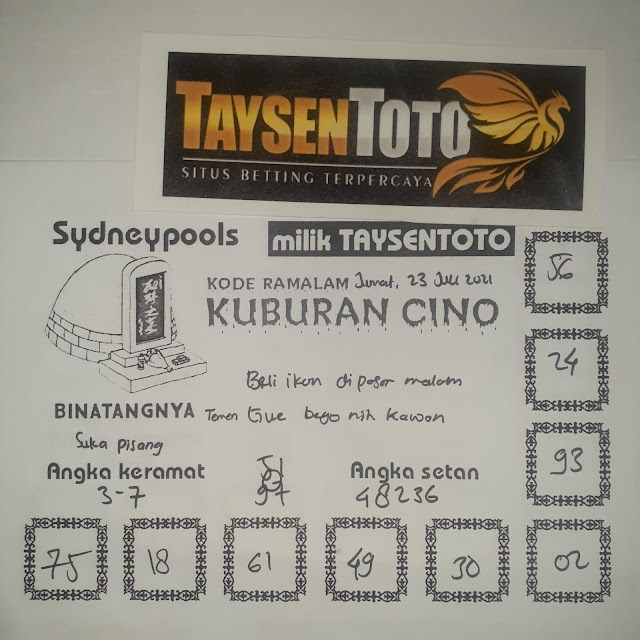 TAYSENTOTO
SITUS BETTING TERPERCAYA
Sydneypools milik TAYSENTOTO
KODE RAMALAM Jumat, 23 Juli 2021
KUBURAN CINO
56
24
Beli ikan di pasar malam
BINATANGNYA Temen Gue bego nih kawan
Suka pisang
93
Angka keramat Angka setan
3-7 97 48236
75 18 61 49 30 02